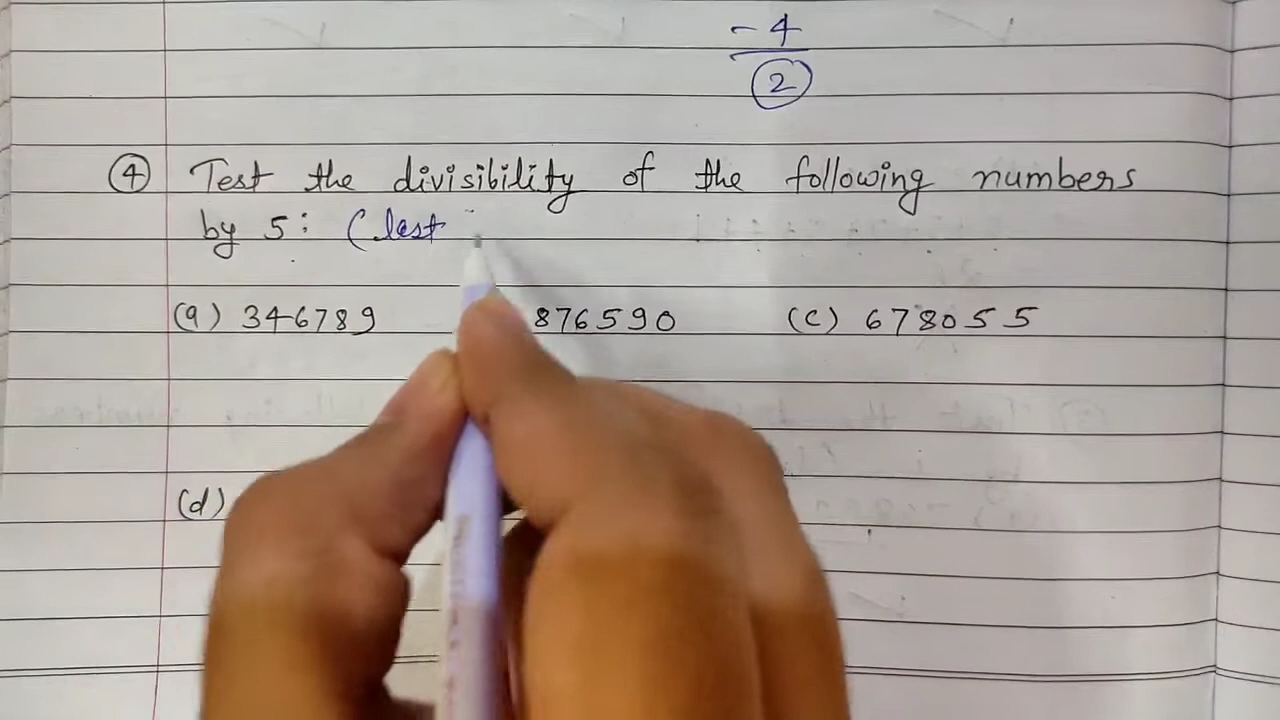 - 4
2
④ Test the divisibility of the following numbers
by 5: (last
(a) 346789 876590 (c) 678055
(d)